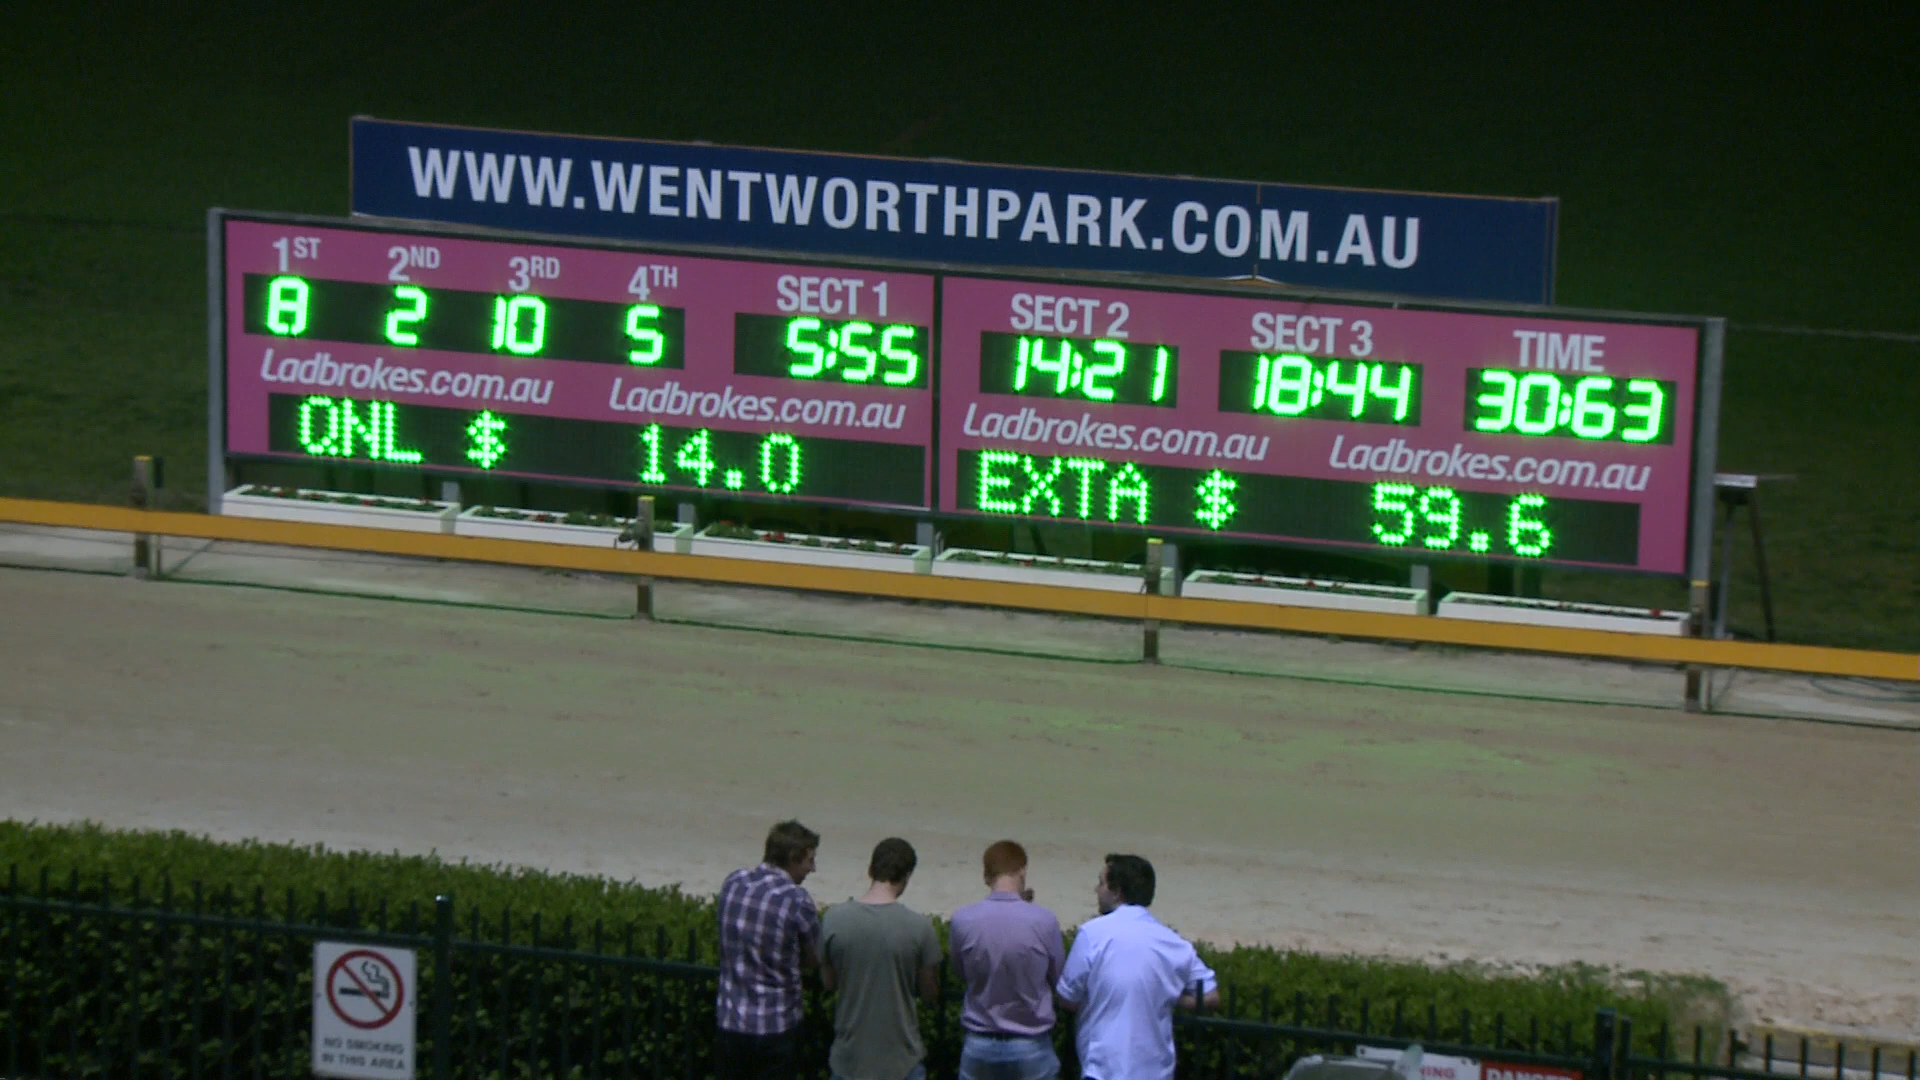 WWW.WENTWORTHPARK.COM.AU
1ST 2ND 3RD 4TH SECT 1 SECT 2 SECT 3 TIME
8 2 10 5 5:55 14:21 18:44 30:63
Ladbrokes.com.au Ladbrokes.com.au Ladbrokes.com.au Ladbrokes.com.au
QNL $ 14.0 EXTA $ 59.6
NO SMOKING
IN THIS AREA
DANGER